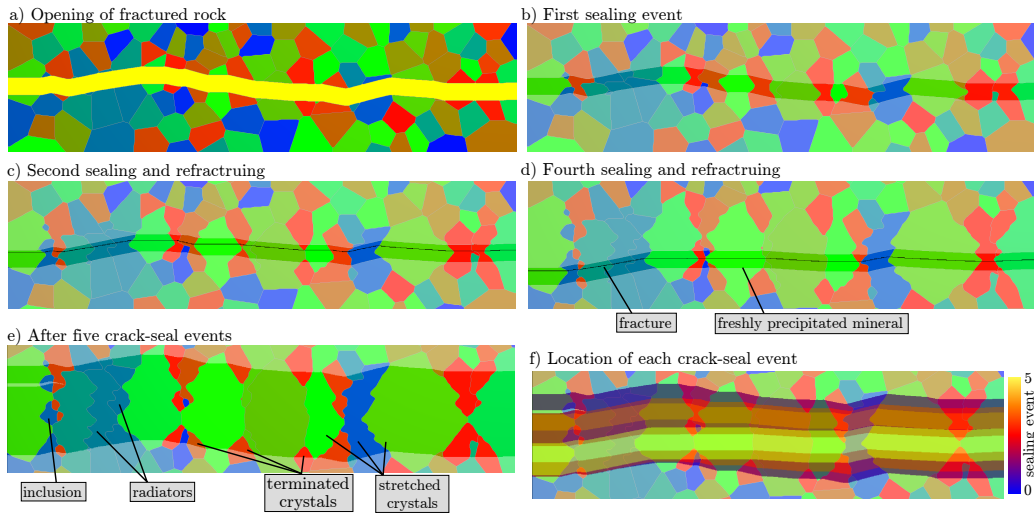 a) Opening of fractured rock
b) First sealing event
c) Second sealing and refractruing
d) Fourth sealing and refractruing
fracture
freshly precipitated mineral
e) After five crack-seal events
inclusion
radiators
terminated
crystals
stretched
crystals
f) Location of each crack-seal event
5
sealing event
0